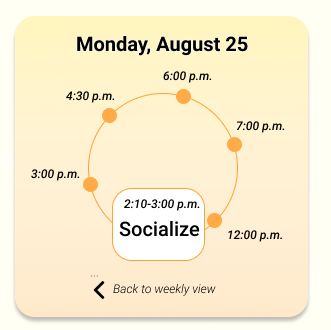 Monday, August 25
6:00 p.m.
4:30 p.m.
7:00 p.m.
3:00 p.m.
2:10-3:00 p.m.
Socialize
12:00 p.m.
...
Back to weekly view